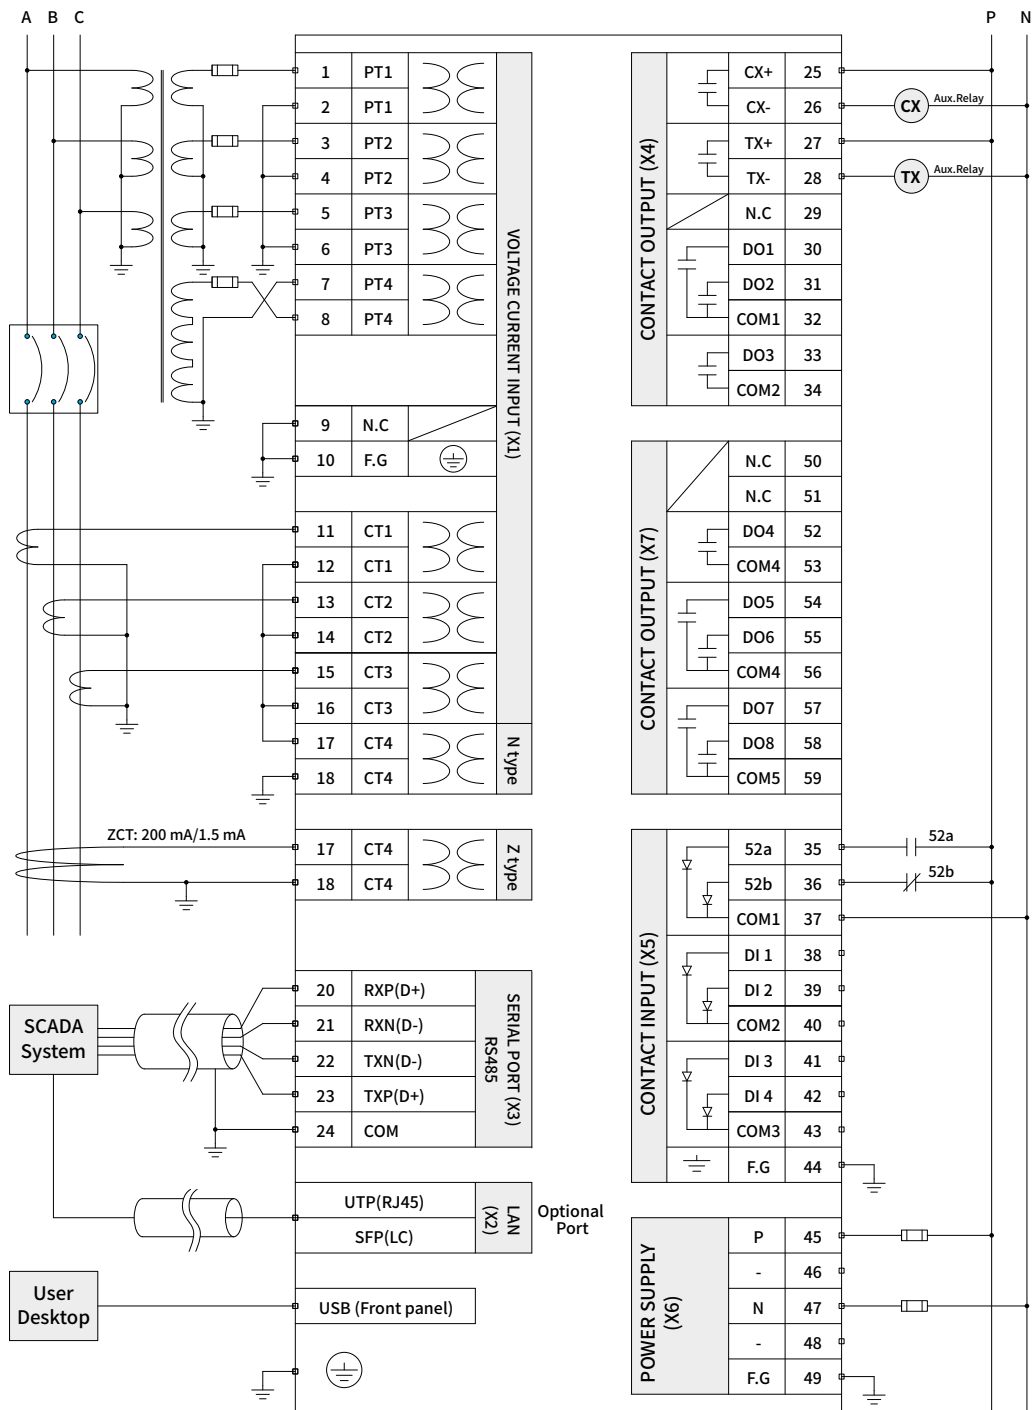 A B C
P N
1 PT1
2 PT1
3 PT2
4 PT2
5 PT3
6 PT3
7 PT4
8 PT4
9 N.C
10 F.G
11 CT1
12 CT1
13 CT2
14 CT2
15 CT3
16 CT3
VOLTAGE CURRENT INPUT (X1)
17 CT4
18 CT4
N type
ZCT: 200 mA/1.5 mA
17 CT4
18 CT4
Z type
SCADA
System
20 RXP(D+)
21 RXN(D-)
22 TXN(D-)
23 TXP(D+)
24 COM
SERIAL PORT (X3)
RS485
UTP(RJ45)
SFP(LC)
LAN
(X2)
Optional
Port
User
Desktop
USB (Front panel)
CONTACT OUTPUT (X4)
CX+ 25
CX- 26
CX Aux.Relay
TX+ 27
TX- 28
TX Aux.Relay
N.C 29
DO1 30
DO2 31
COM1 32
DO3 33
COM2 34
CONTACT OUTPUT (X7)
N.C 50
N.C 51
DO4 52
COM4 53
DO5 54
DO6 55
COM4 56
DO7 57
DO8 58
COM5 59
CONTACT INPUT (X5)
52a 35
52a
52b 36
52b
COM1 37
DI 1 38
DI 2 39
COM2 40
DI 3 41
DI 4 42
COM3 43
F.G 44
POWER SUPPLY
(X6)
P 45
- 46
N 47
- 48
F.G 49